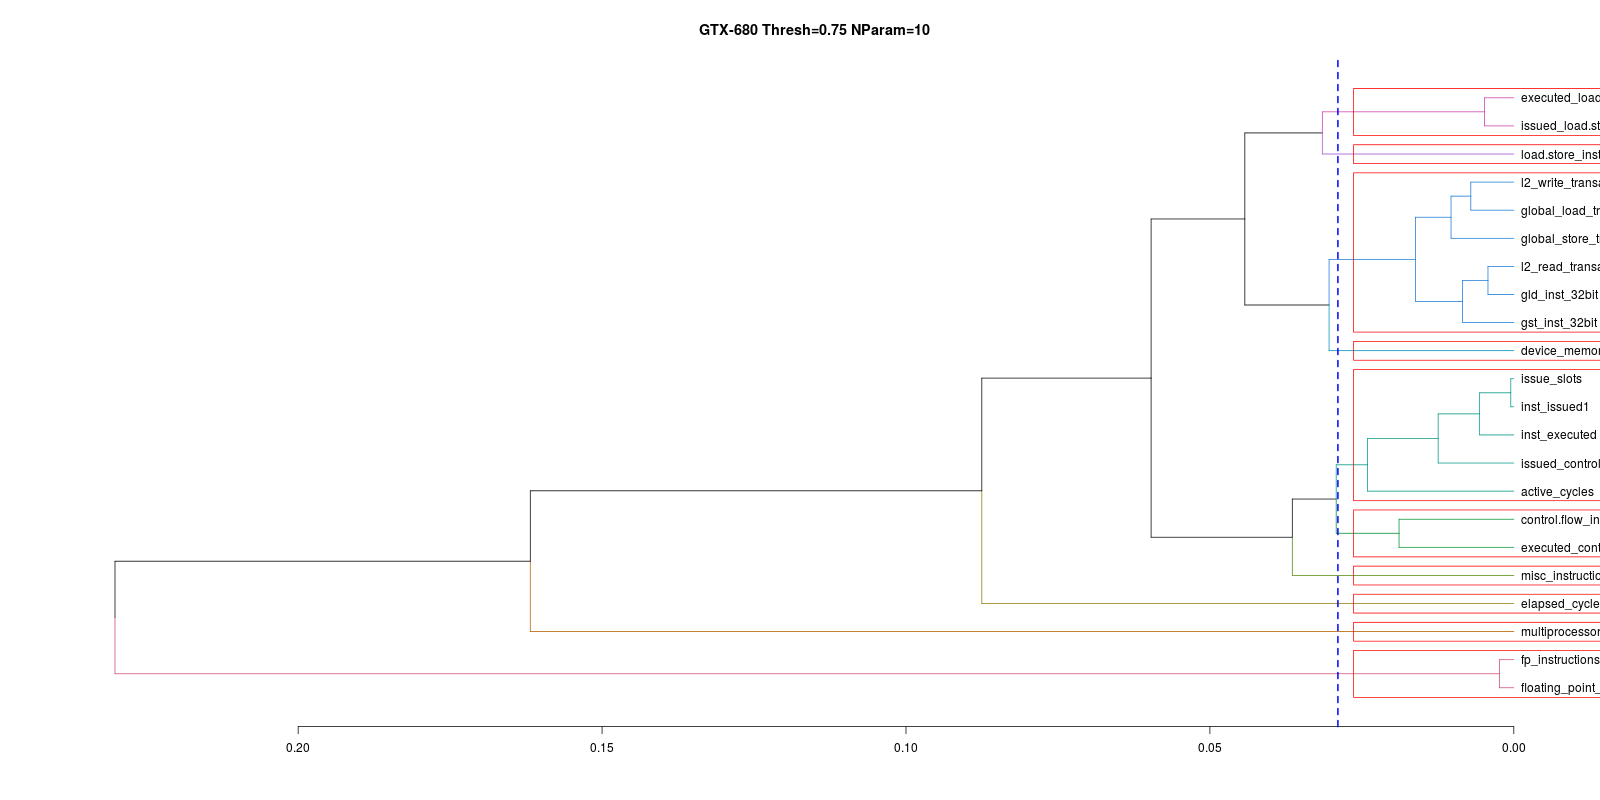 GTX-680 Thresh=0.75 NParam=10
executed_load
issued_load.st
load.store_inst
l2_write_transa
global_load_tr
global_store_t
l2_read_transa
gld_inst_32bit
gst_inst_32bit
device_memor
issue_slots
inst_issued1
inst_executed
issued_control
active_cycles
control.flow_in
executed_cont
misc_instructio
elapsed_cycle
multiprocessor
fp_instructions
floating_point_
0.20 0.15 0.10 0.05 0.00